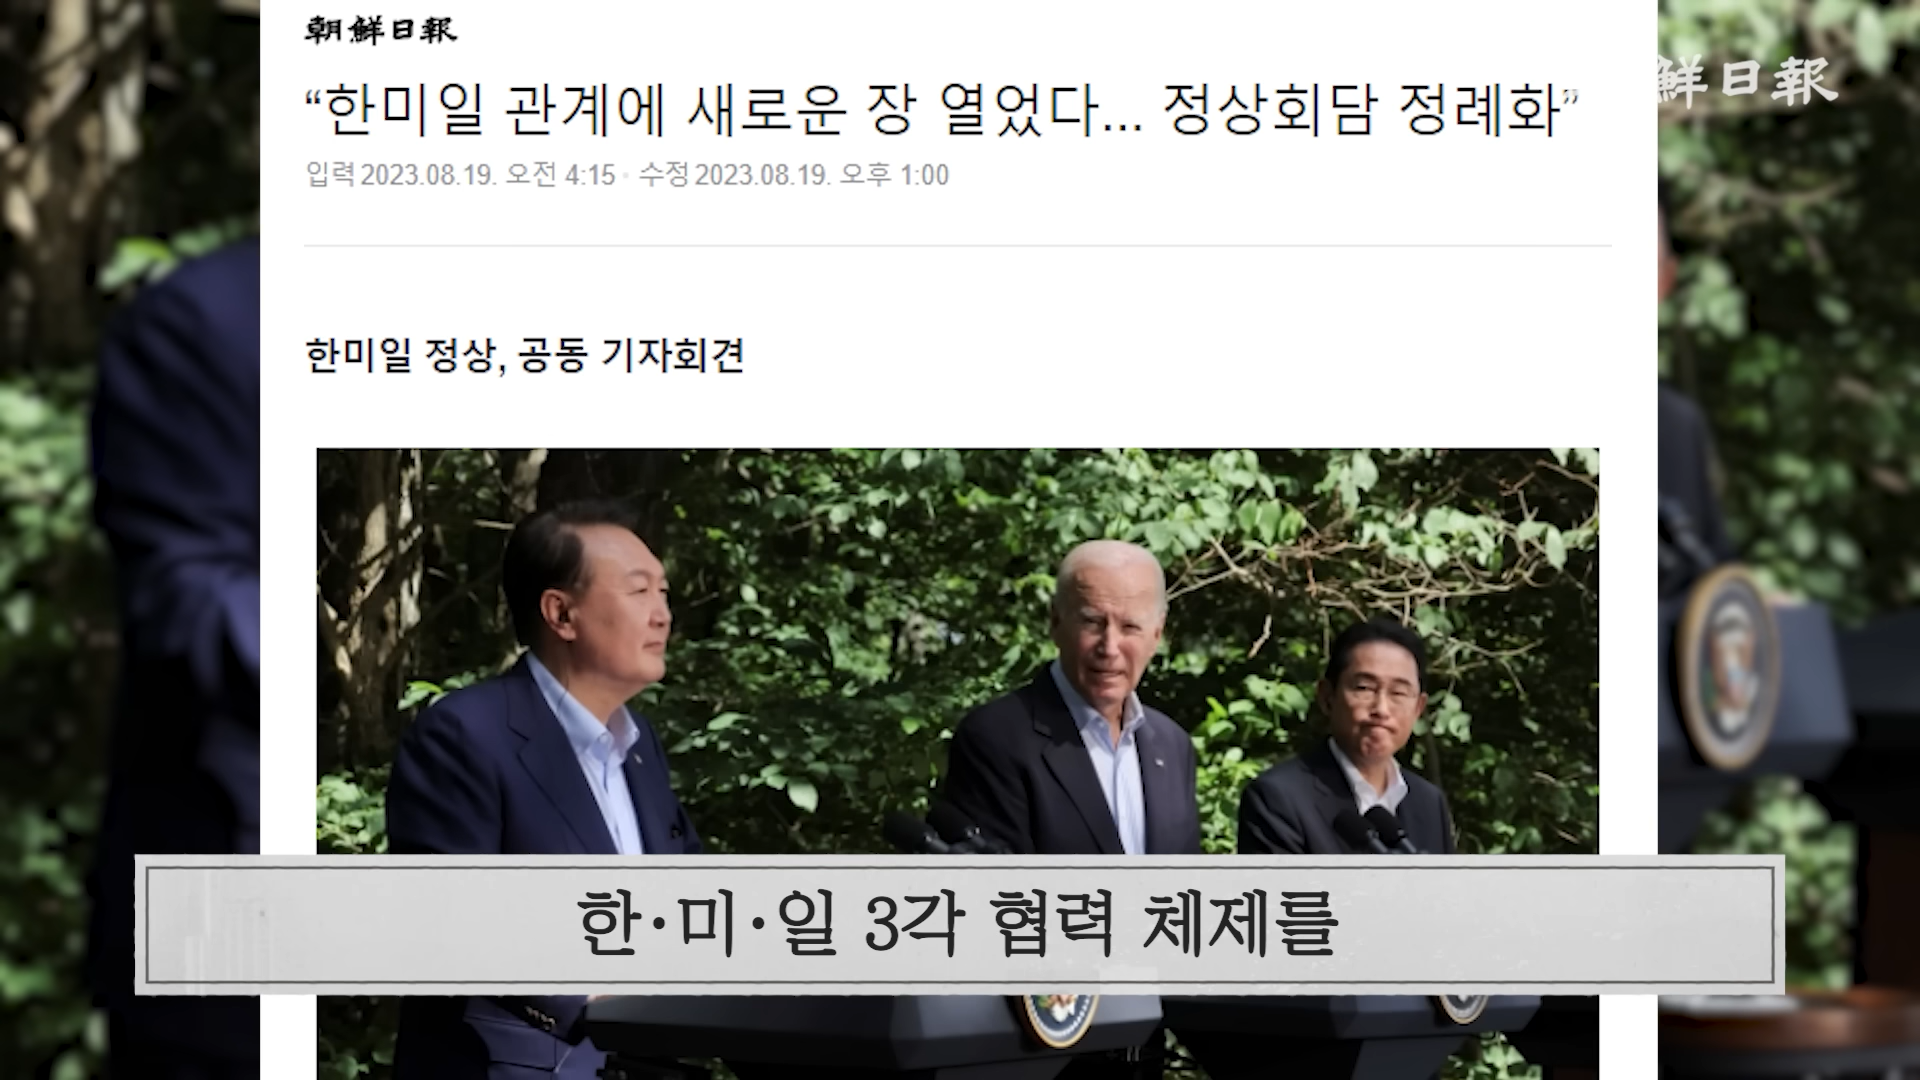 朝鮮日報
鮮日報
“한미일 관계에 새로운 장 열었다... 정상회담 정례화”
입력 2023.08.19. 오전 4:15 · 수정 2023.08.19. 오후 1:00
한미일 정상, 공동 기자회견
한·미·일 3각 협력 체제를